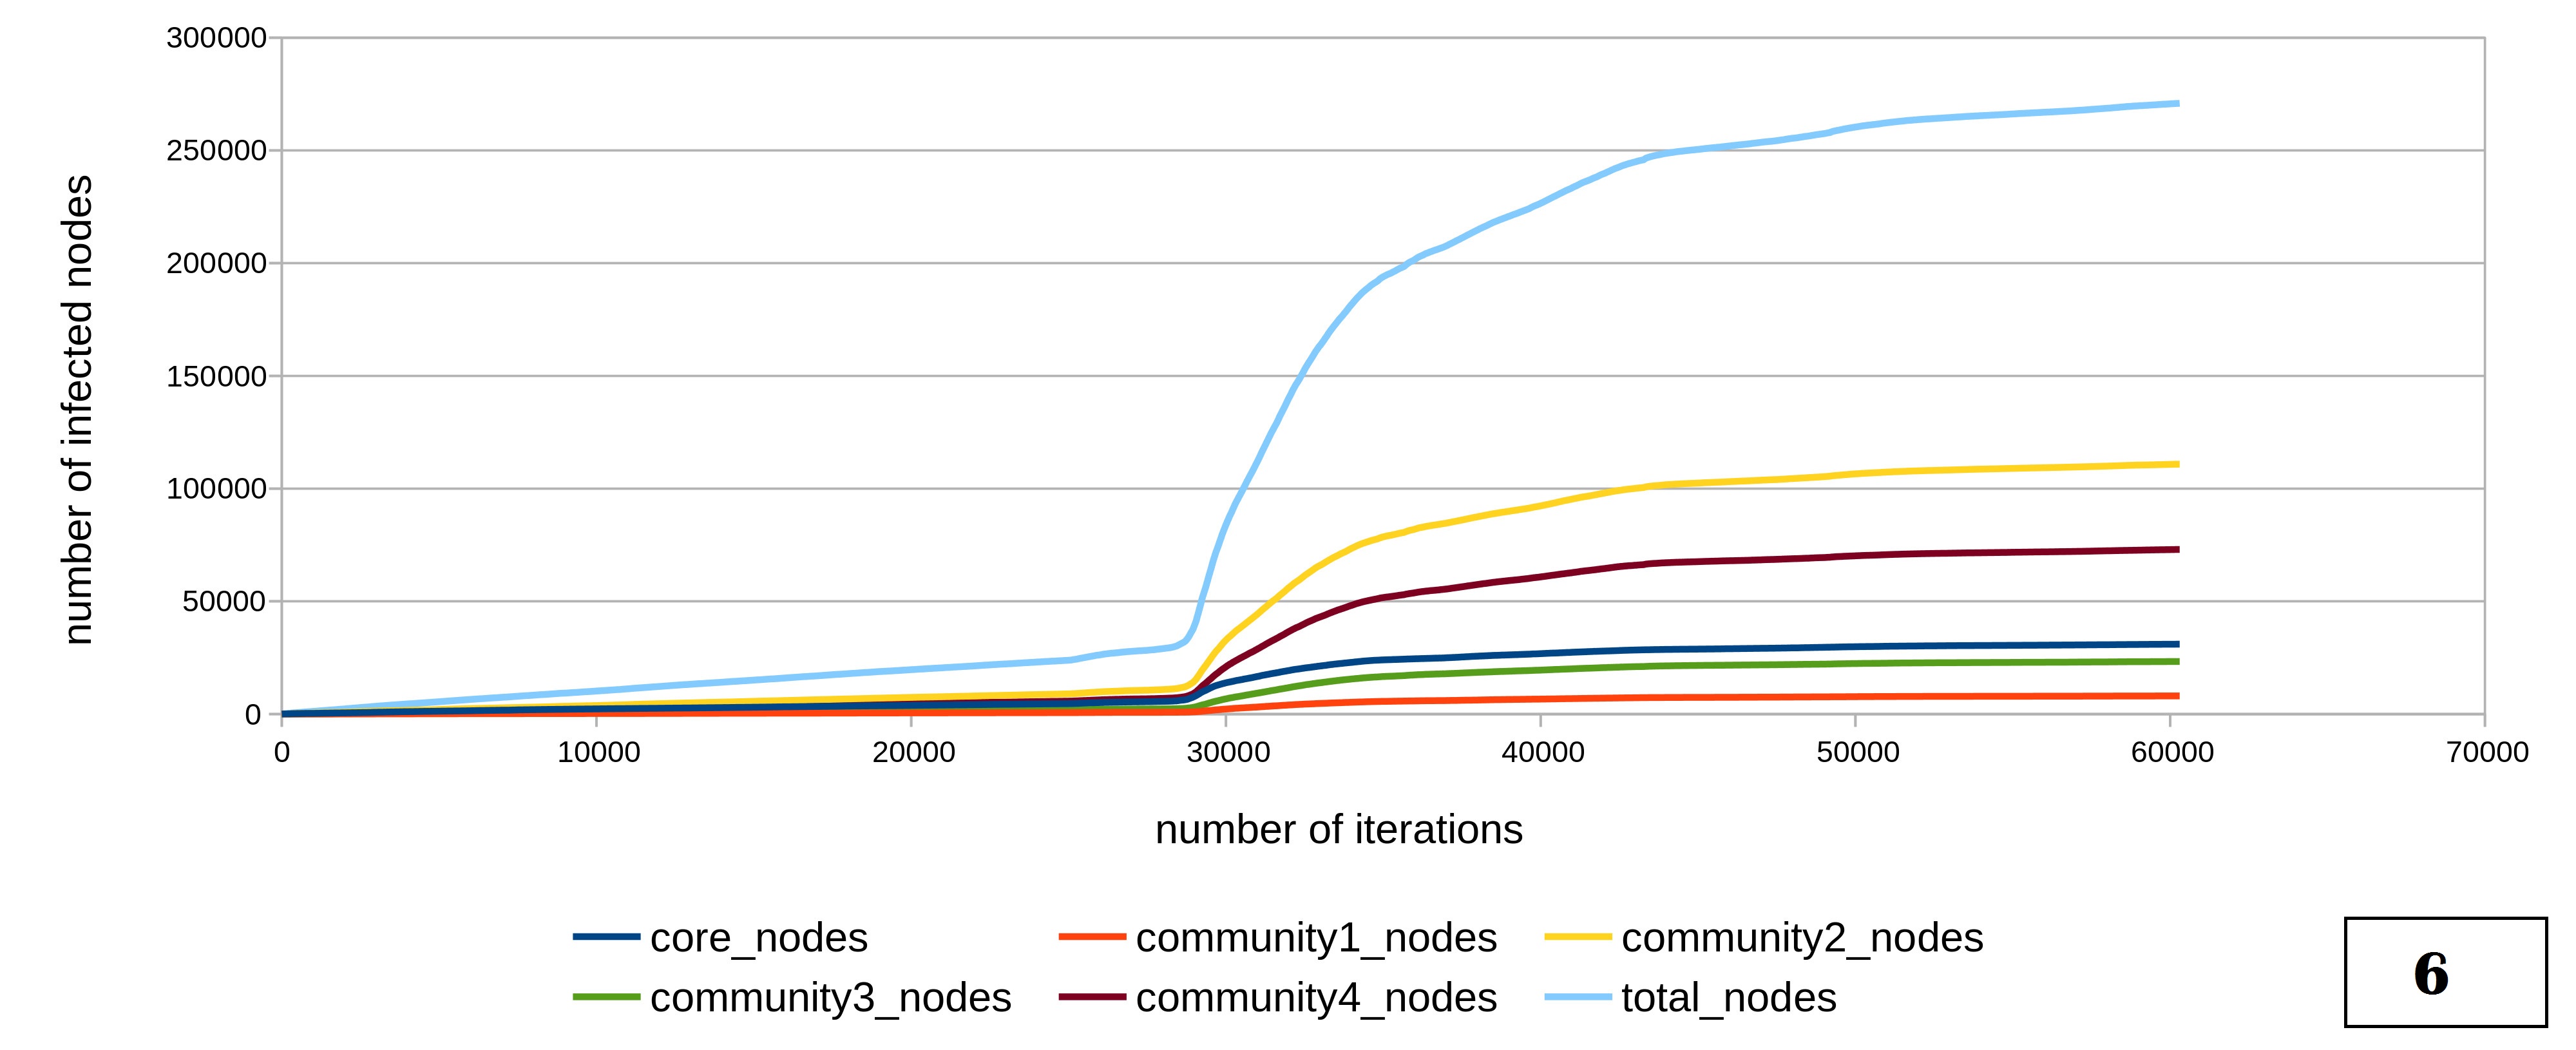 number of infected nodes
300000
250000
200000
150000
100000
50000
0
0 10000 20000 30000 40000 50000 60000 70000
number of iterations
core_nodes community1_nodes community2_nodes
community3_nodes community4_nodes total_nodes
6